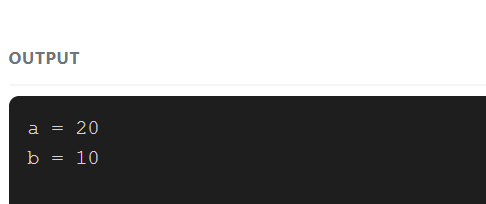 OUTPUT
a = 20
b = 10